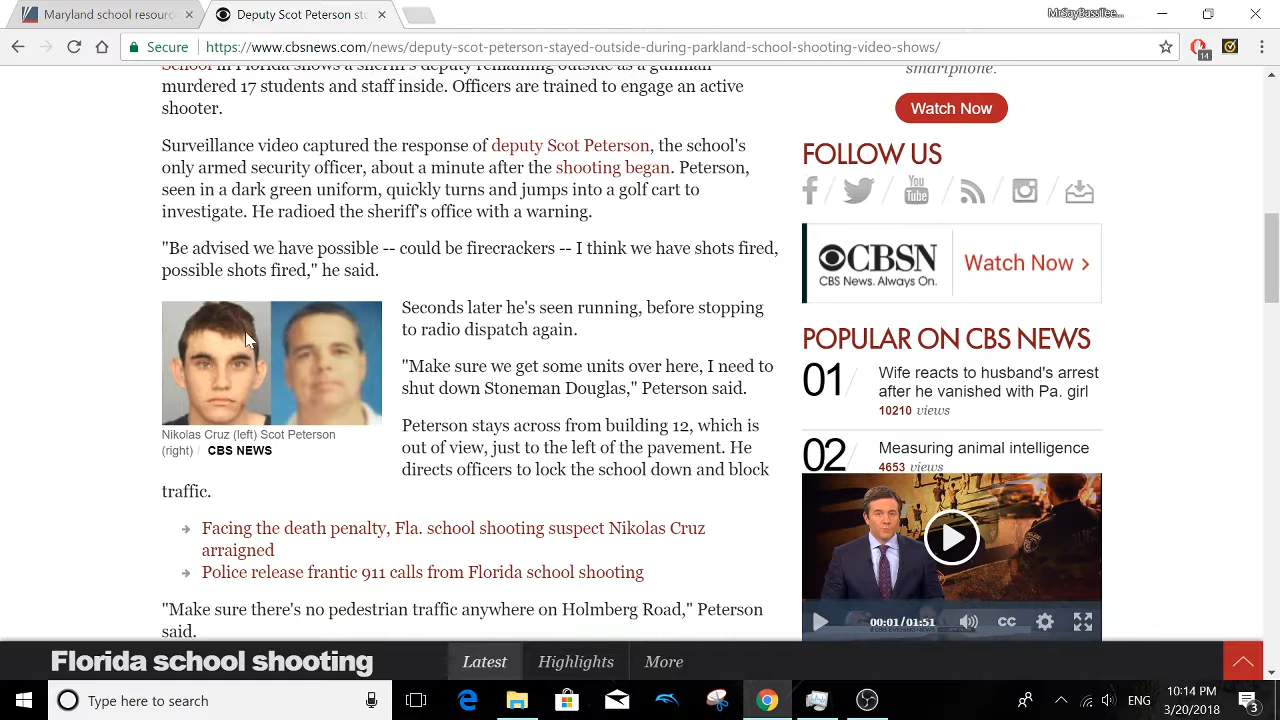 Maryland school resourc
Deputy Scot Peterson sto
MrSayBassTee...
Secure
https://www.cbsnews.com/news/deputy-scot-peterson-stayed-outside-during-parkland-school-shooting-video-shows/
14
School in Florida shows a sheriff's deputy remaining outside as a gunman
murdered 17 students and staff inside. Officers are trained to engage an active
shooter.
Surveillance video captured the response of deputy Scot Peterson, the school's
only armed security officer, about a minute after the shooting began. Peterson,
seen in a dark green uniform, quickly turns and jumps into a golf cart to
investigate. He radioed the sheriff's office with a warning.
"Be advised we have possible -- could be firecrackers -- I think we have shots fired,
possible shots fired," he said.
Nikolas Cruz (left) Scot Peterson
(right) / CBS NEWS
Seconds later he's seen running, before stopping
to radio dispatch again.
"Make sure we get some units over here, I need to
shut down Stoneman Douglas," Peterson said.
Peterson stays across from building 12, which is
out of view, just to the left of the pavement. He
directs officers to lock the school down and block
traffic.
Facing the death penalty, Fla. school shooting suspect Nikolas Cruz
arraigned
Police release frantic 911 calls from Florida school shooting
"Make sure there's no pedestrian traffic anywhere on Holmberg Road," Peterson
said.
smartphone.
Watch Now
FOLLOW US
You
Tube
CBSN
CBS News. Always On.
Watch Now >
POPULAR ON CBS NEWS
01
Wife reacts to husband's arrest
after he vanished with Pa. girl
10210 views
02
Measuring animal intelligence
4653 views
00:01/01:51
CC
Florida school shooting
Latest
Highlights
More
Type here to search
ENG
10:14 PM
3/20/2018
3